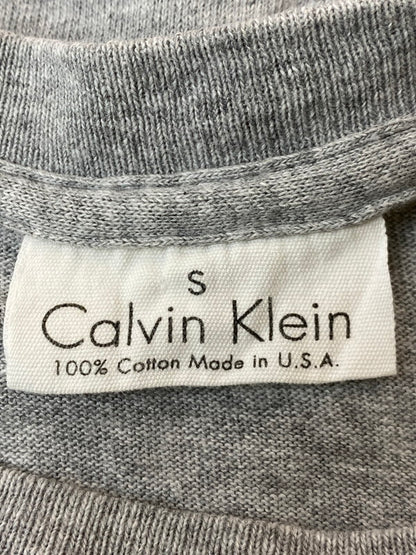 S
Calvin Klein
100% Cotton Made in U.S.A.